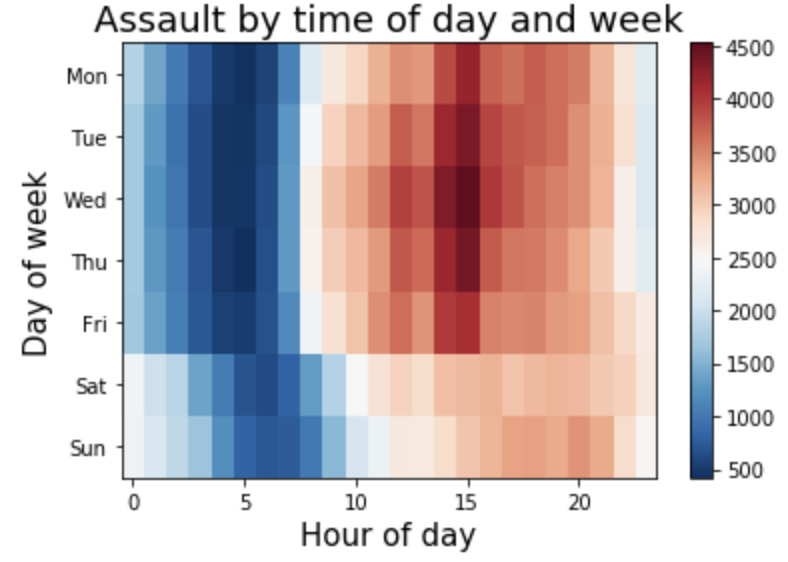 Assault by time of day and week
Day of week
Mon
Tue
Wed
Thu
Fri
Sat
Sun
0 5 10 15 20
Hour of day
4500
4000
3500
3000
2500
2000
1500
1000
500